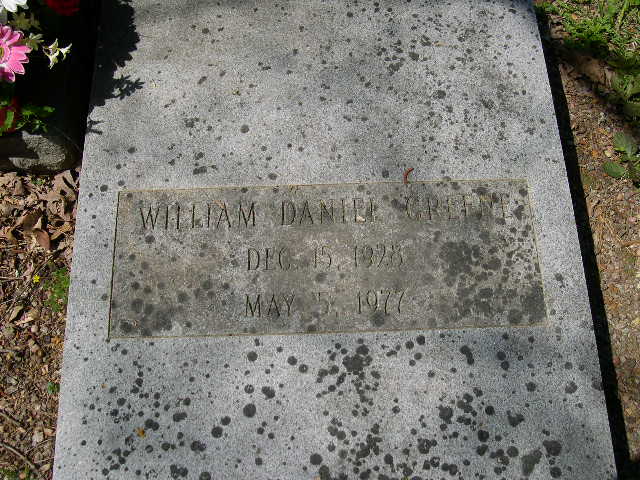 WILLIAM DANIEL GREENE
DEC. 15, 1928
MAY 5, 1977